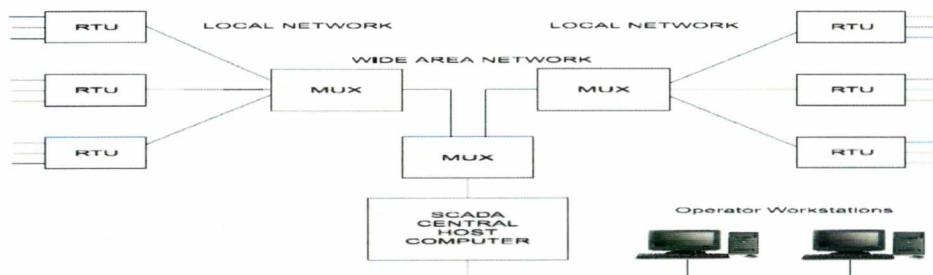 RTU
LOCAL NETWORK
LOCAL NETWORK
RTU
WIDE AREA NETWORK
RTU
MUX
MUX
RTU
RTU
MUX
RTU
SCADA
CENTRAL
HOST
COMPUTER
Operator Workstations